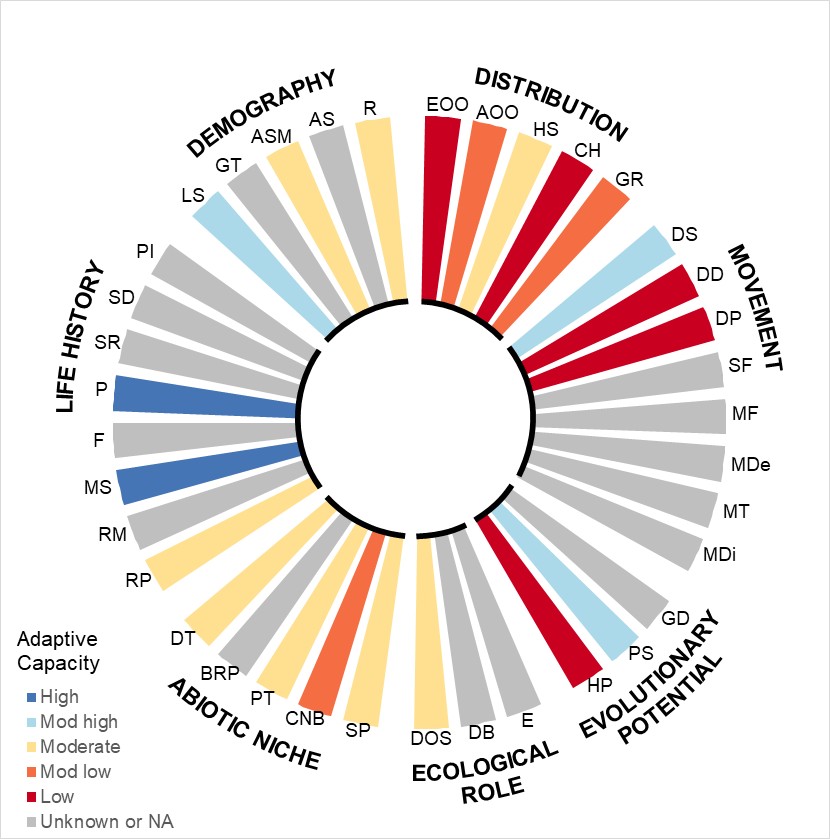 DISTRIBUTION
EOO
AOO
HS
CH
GR
MOVEMENT
DS
DD
DP
SF
MF
MDe
MT
MDi
EVOLUTIONARY
POTENTIAL
GD
PS
HP
ECOLOGICAL
ROLE
E
DB
DOS
ABIOTIC NICHE
SP
CNB
PT
BRP
DT
LIFE HISTORY
RP
RM
MS
F
P
SR
SD
PI
DEMOGRAPHY
LS
GT
ASM
AS
R
Adaptive
Capacity
High
Mod high
Moderate
Mod low
Low
Unknown or NA